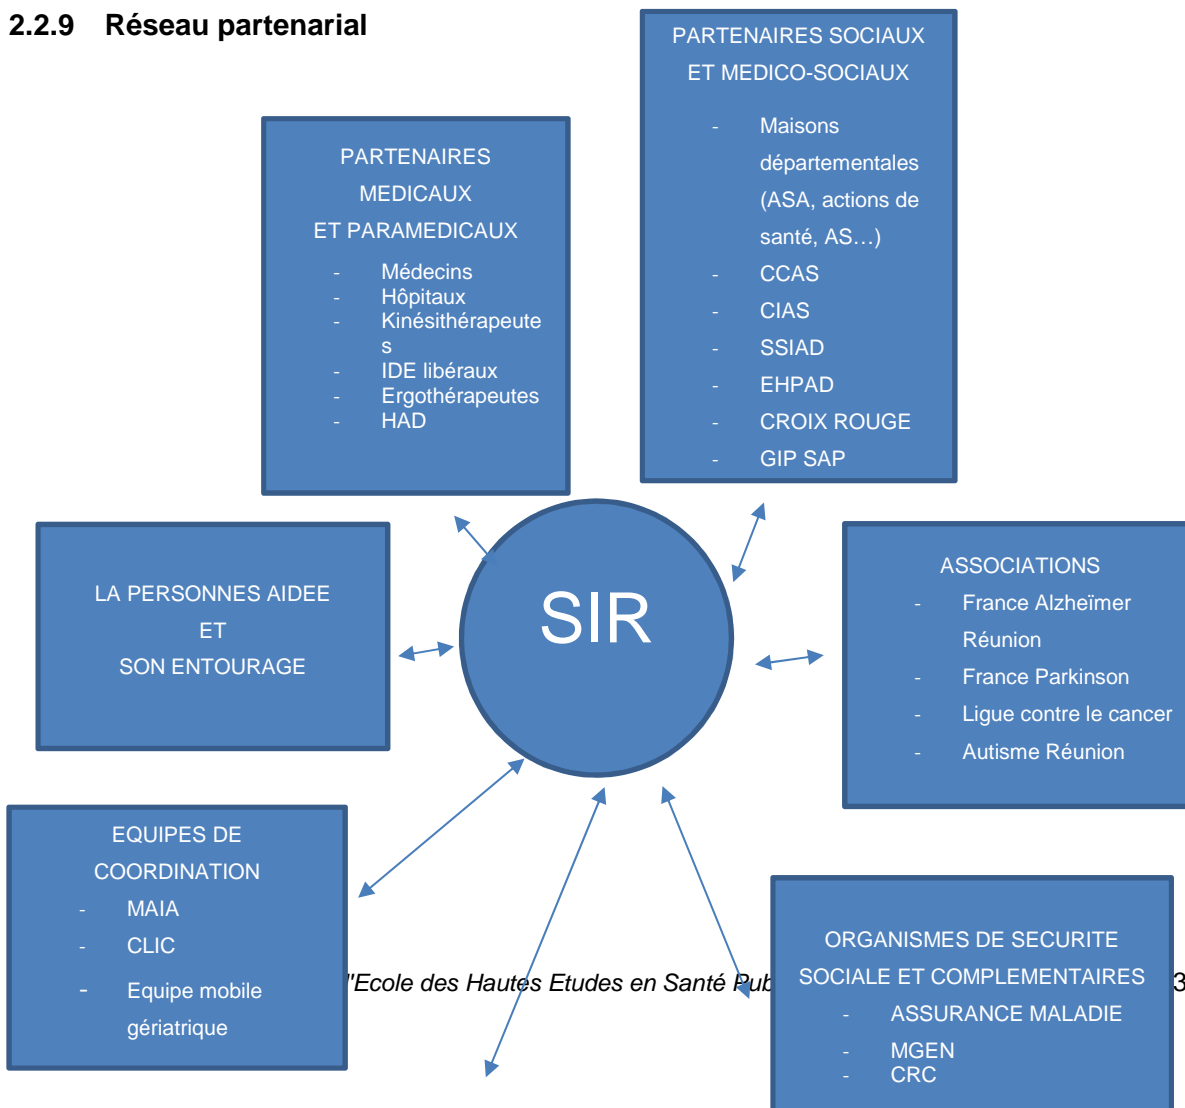 2.2.9 Réseau partenarial
PARTENAIRES SOCIAUX
ET MEDICO-SOCIAUX
- Maisons
départementales
(ASA, actions de
santé, AS…)
- CCAS
- CIAS
- SSIAD
- EHPAD
- CROIX ROUGE
- GIP SAP
PARTENAIRES
MEDICAUX
ET PARAMEDICAUX
- Médecins
- Hôpitaux
- Kinésithérapeute
s
- IDE libéraux
- Ergothérapeutes
- HAD
SIR
LA PERSONNES AIDEE
ET
SON ENTOURAGE
ASSOCIATIONS
- France Alzheïmer
Réunion
- France Parkinson
- Ligue contre le cancer
- Autisme Réunion
EQUIPES DE
COORDINATION
- MAIA
- CLIC
- Equipe mobile
gériatrique
l'Ecole des Hautes Etudes en Santé Pub
3
ORGANISMES DE SECURITE
SOCIALE ET COMPLEMENTAIRES
- ASSURANCE MALADIE
- MGEN
- CRC